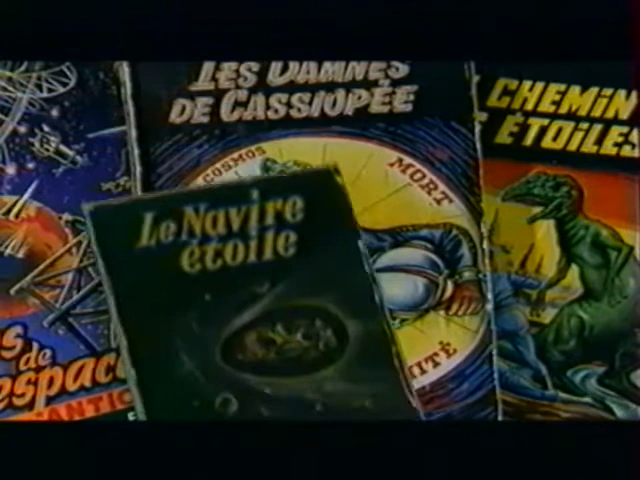 LES DAMNÉS
DE CASSIOPÉE
COSMOS
MORT
ITÉ
CHEMIN
ÉTOILES
Le Navire
étoile
s de
espac
ANTIC